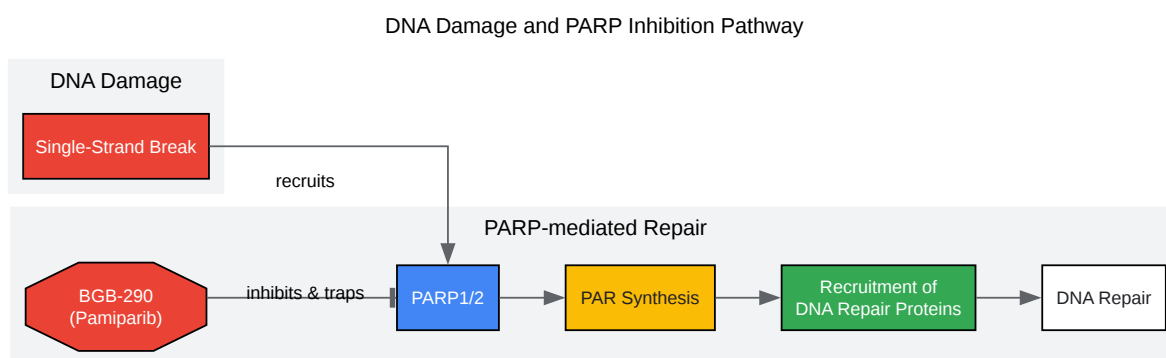 DNA Damage and PARP Inhibition Pathway
DNA Damage
Single-Strand Break
recruits
PARP-mediated Repair
BGB-290
(Pamiparib)
inhibits & traps
PARP1/2
PAR Synthesis
Recruitment of
DNA Repair Proteins
DNA Repair